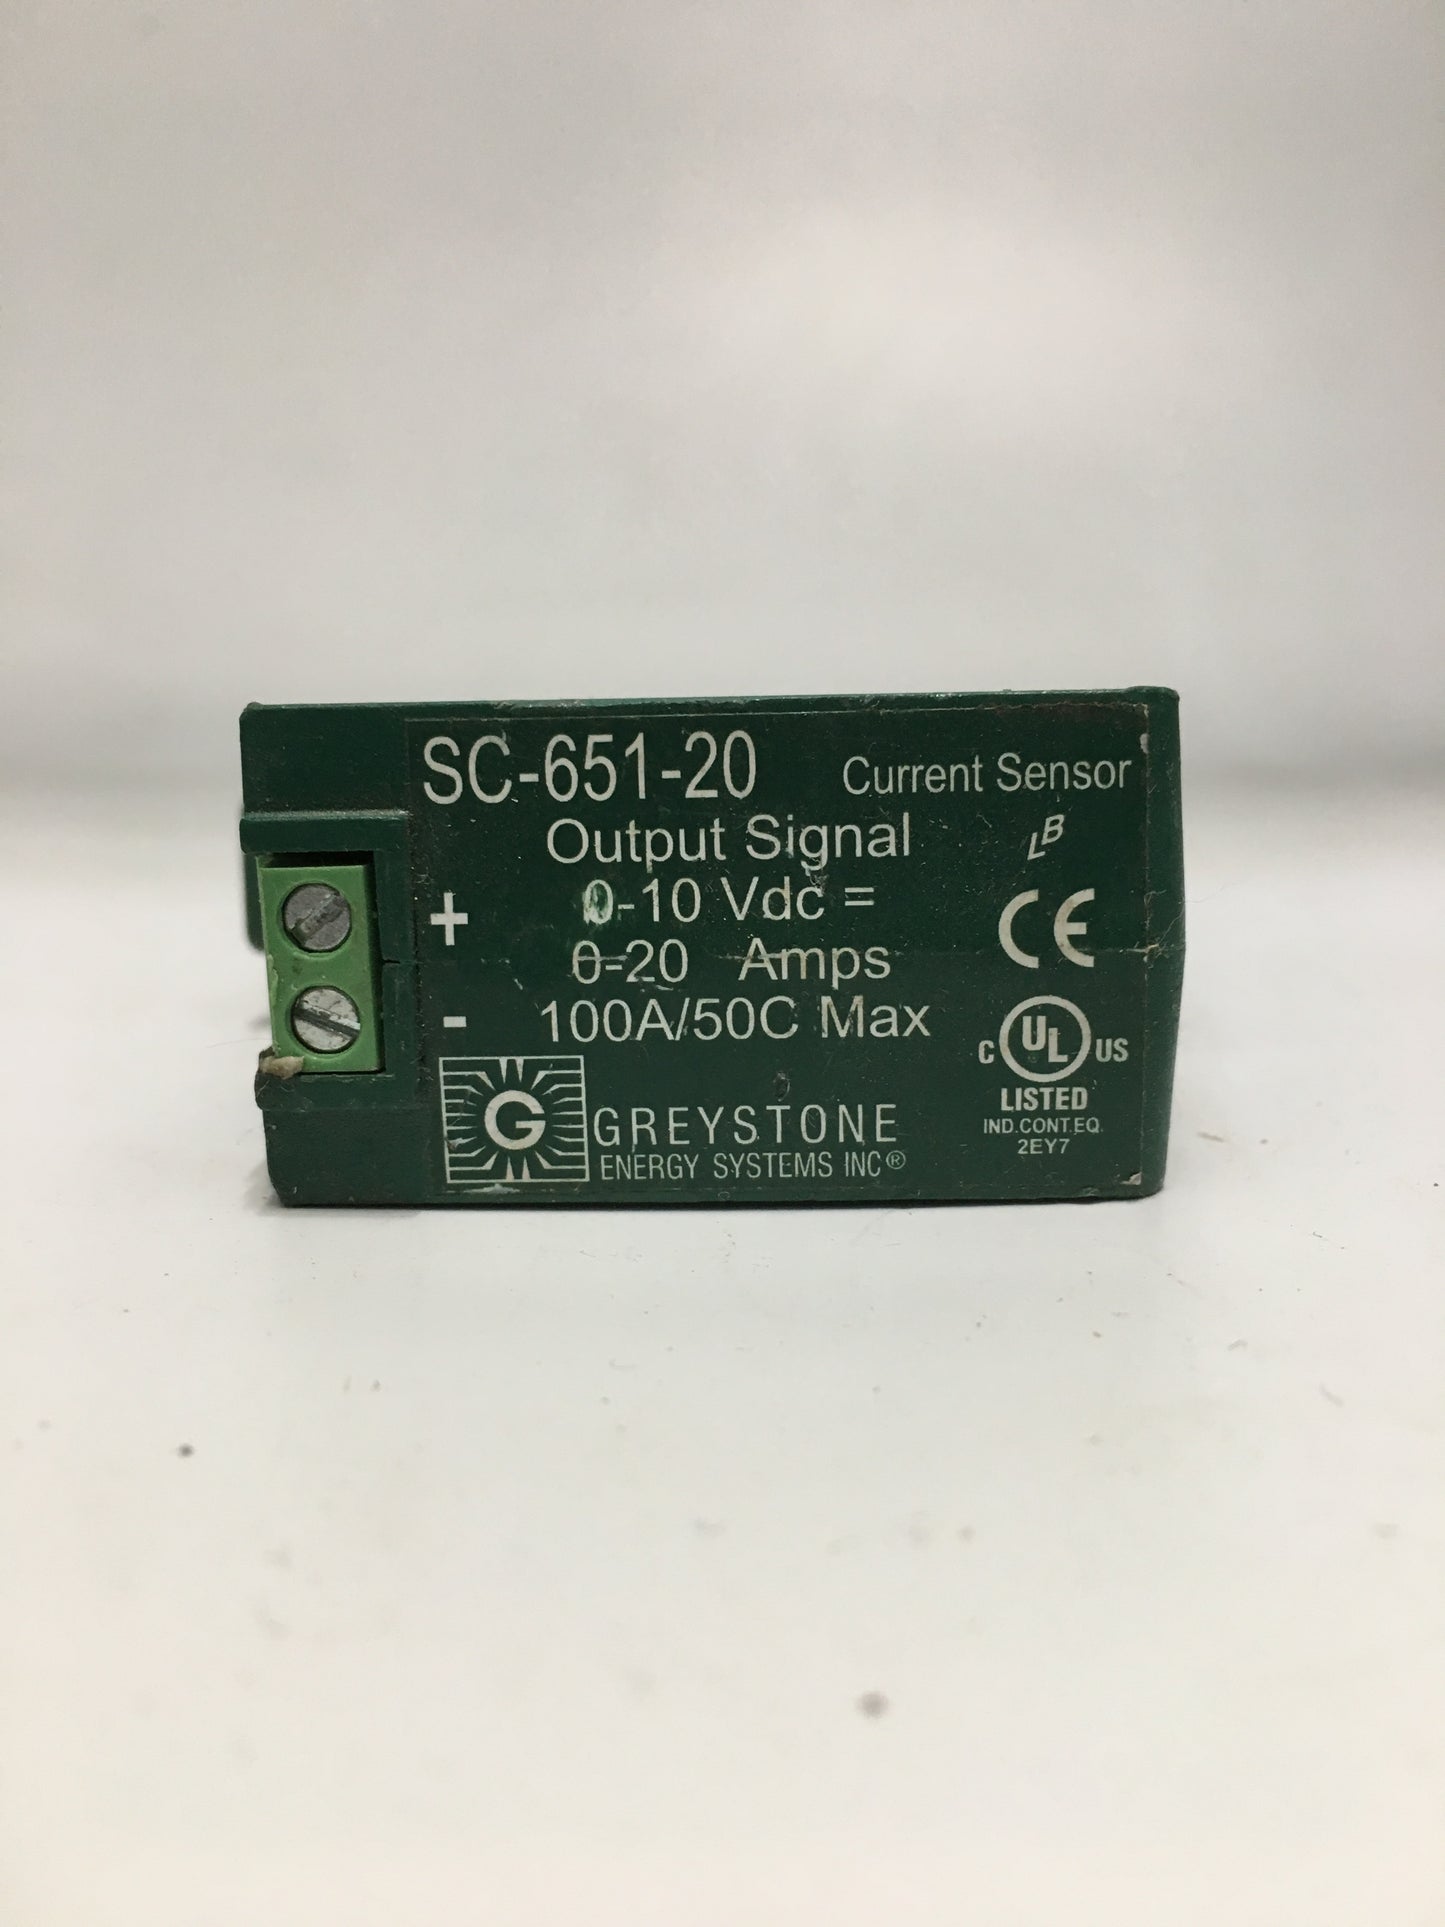 SC-651-20 Current Sensor
Output Signal
LB
+ 0-10 Vdc =
CE
0-20 Amps
- 100A/50C Max
C UL US
LISTED
IND.CONT.EQ.
2EY7
G GREYSTONE
ENERGY SYSTEMS INC®